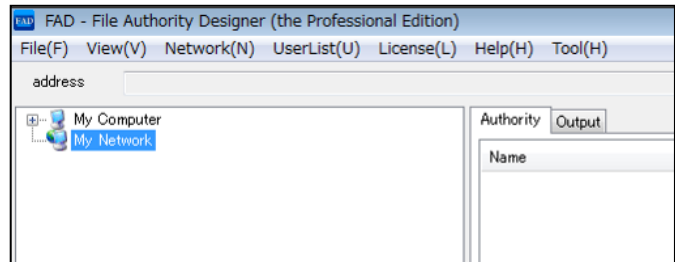 FAD FAD - File Authority Designer (the Professional Edition)
File(F) View(V) Network(N) UserList(U) License(L) Help(H) Tool(H)
address
My Computer
My Network
Authority Output
Name